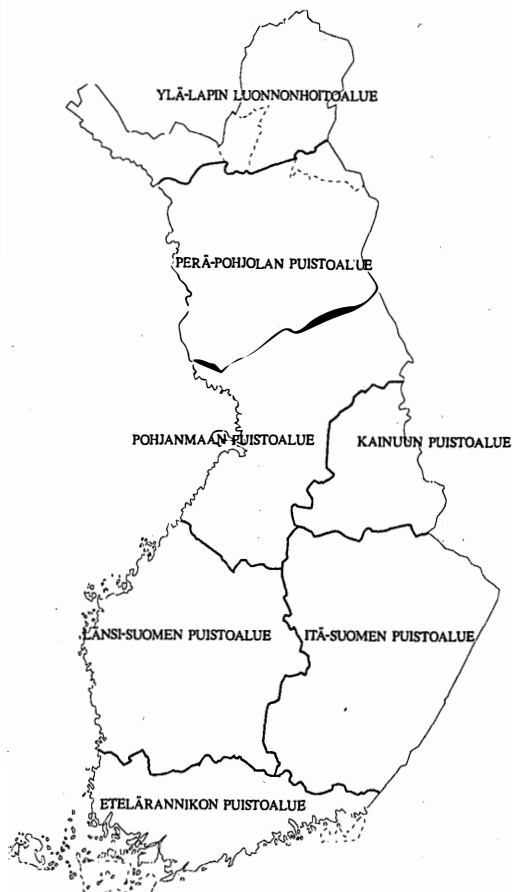 YLÄ-LAPIN LUONNONHOITOALUE
PERÄ-POHJOLAN PUISTOALUE
POHJANMAAN PUISTOALUE
KAINUUN PUISTOALUE
LÄNSI-SUOMEN PUISTOALUE
ITÄ-SUOMEN PUISTOALUE
ETELÄRANNIKON PUISTOALUE